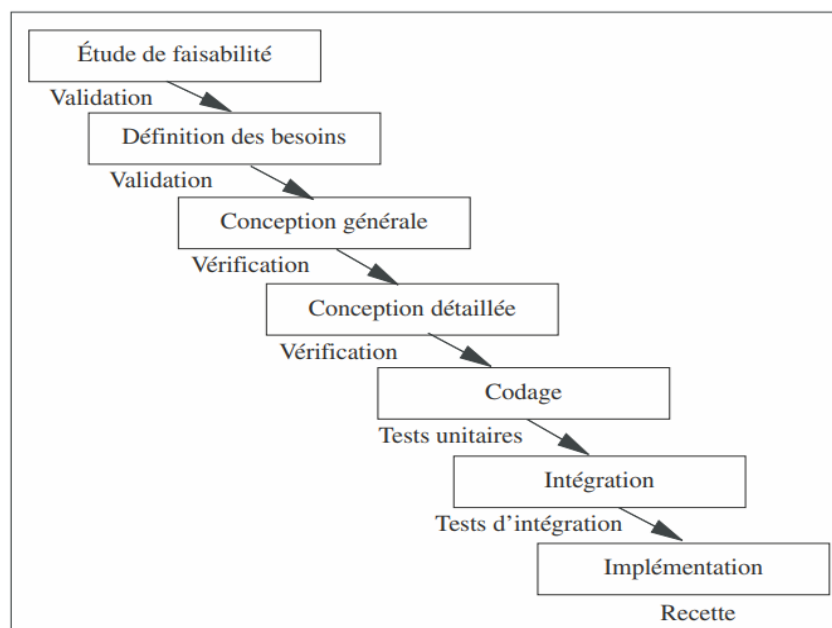 Étude de faisabilité
Validation
Définition des besoins
Validation
Conception générale
Vérification
Conception détaillée
Vérification
Codage
Tests unitaires
Intégration
Tests d’intégration
Implémentation
Recette